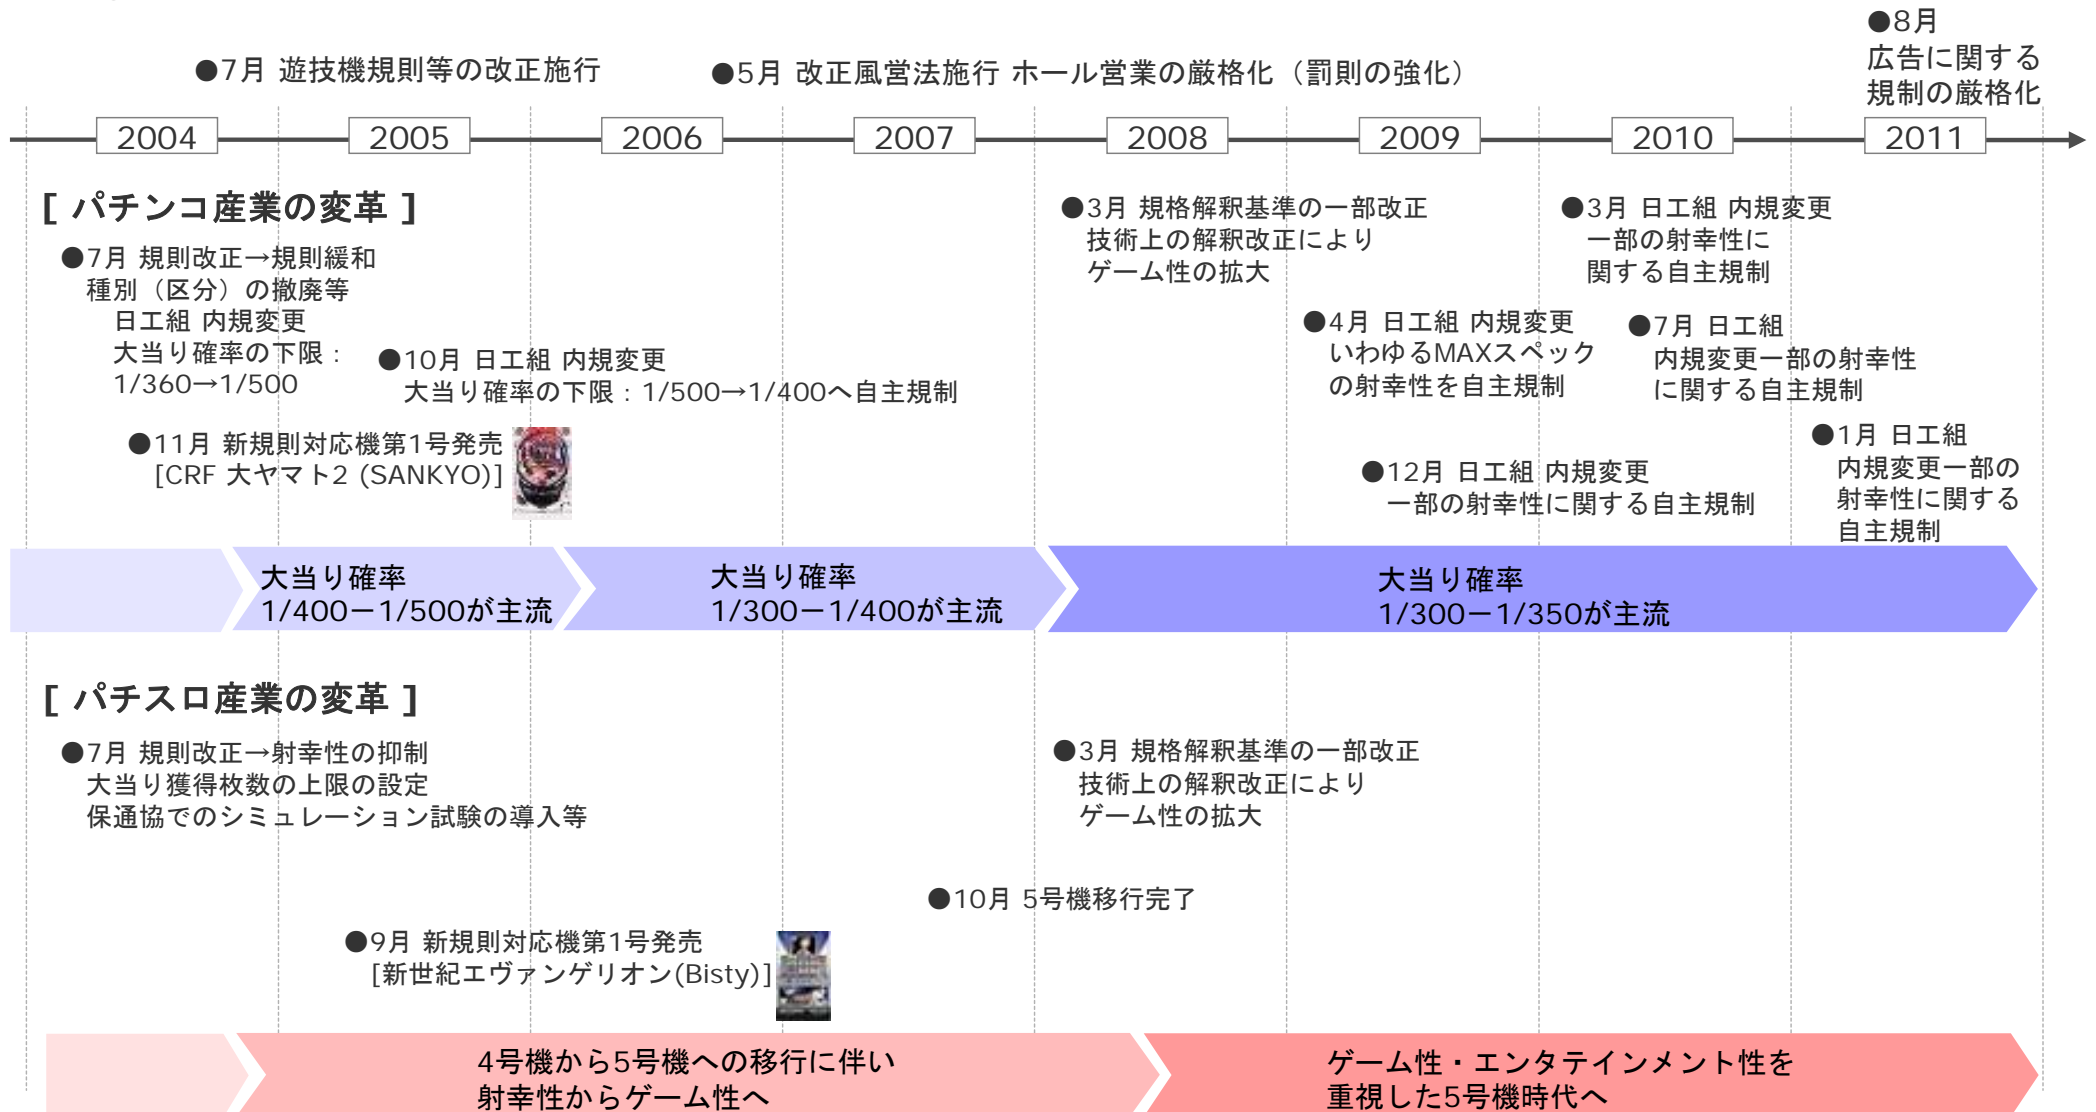 ●8月
広告に関する
規制の厳格化
●7月 遊技機規則等の改正施行
●5月 改正風営法施行 ホール営業の厳格化（罰則の強化）
2004
2005
2006
2007
2008
2009
2010
2011
[ パチンコ産業の変革 ]
●7月 規則改正→規則緩和
種別（区分）の撤廃等
日工組 内規変更
大当り確率の下限：
1/360→1/500
●10月 日工組 内規変更
大当り確率の下限：1/500→1/400へ自主規制
●11月 新規則対応機第1号発売
[CRF 大ヤマト2 (SANKYO)]
●3月 規格解釈基準の一部改正
技術上の解釈改正により
ゲーム性の拡大
●4月 日工組 内規変更
いわゆるMAXスペック
の射幸性を自主規制
●12月 日工組 内規変更
一部の射幸性に関する自主規制
●3月 日工組 内規変更
一部の射幸性に
関する自主規制
●7月 日工組
内規変更一部の射幸性
に関する自主規制
●1月 日工組
内規変更一部の
射幸性に関する
自主規制
大当り確率
1/400－1/500が主流
大当り確率
1/300－1/400が主流
大当り確率
1/300－1/350が主流
[ パチスロ産業の変革 ]
●7月 規則改正→射幸性の抑制
大当り獲得枚数の上限の設定
保通協でのシミュレーション試験の導入等
●3月 規格解釈基準の一部改正
技術上の解釈改正により
ゲーム性の拡大
●10月 5号機移行完了
●9月 新規則対応機第1号発売
[新世紀エヴァンゲリオン(Bisty)]
4号機から5号機への移行に伴い
射幸性からゲーム性へ
ゲーム性・エンタテインメント性を
重視した5号機時代へ